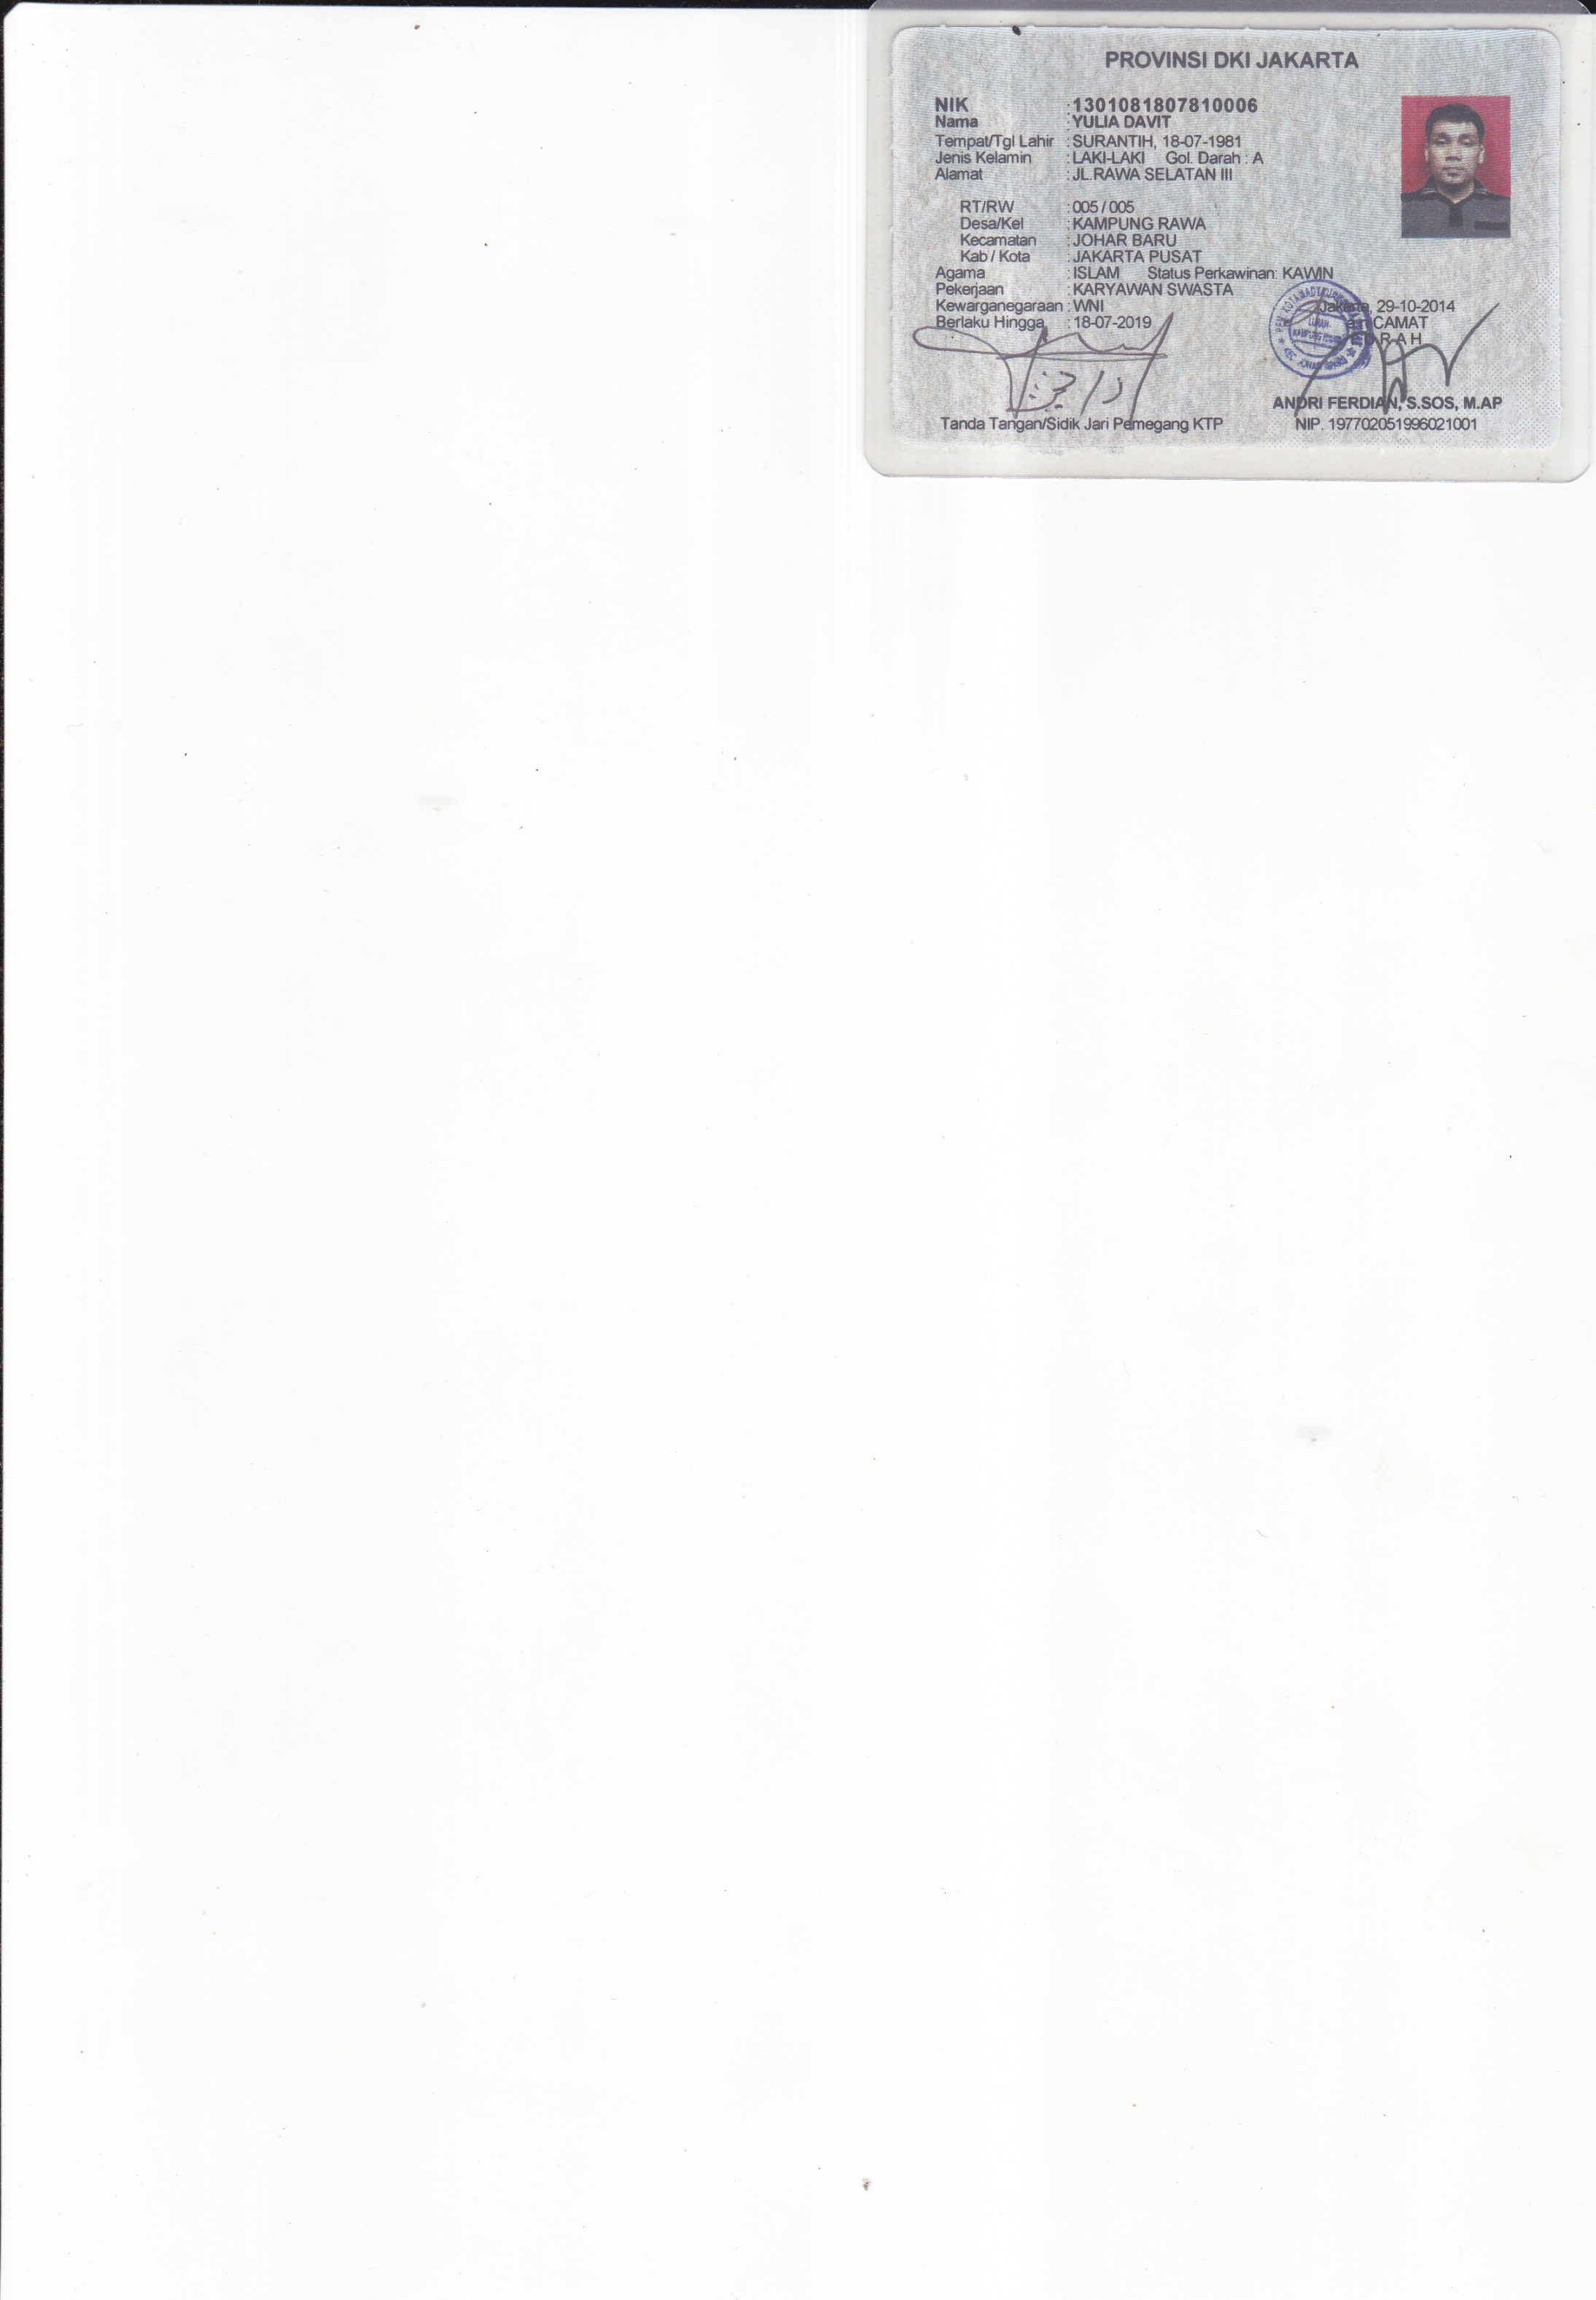 PROVINSI DKI JAKARTA
NIK : 1301081807810006
Nama : YULIA DAVIT
Tempat/Tgl Lahir : SURANTIH, 18-07-1981
Jenis Kelamin : LAKI-LAKI Gol. Darah : A
Alamat : JL.RAWA SELATAN III
RT/RW : 005 / 005
Desa/Kel : KAMPUNG RAWA
Kecamatan : JOHAR BARU
Kab / Kota : JAKARTA PUSAT
Agama : ISLAM Status Perkawinan: KAWIN
Pekerjaan : KARYAWAN SWASTA
Kewarganegaraan : WNI
Berlaku Hingga : 18-07-2019
Jakarta, 29-10-2014
CAMAT
ANDRI FERDIAN, S.SOS, M.AP
NIP. 197702051996021001
Tanda Tangan/Sidik Jari Pemegang KTP